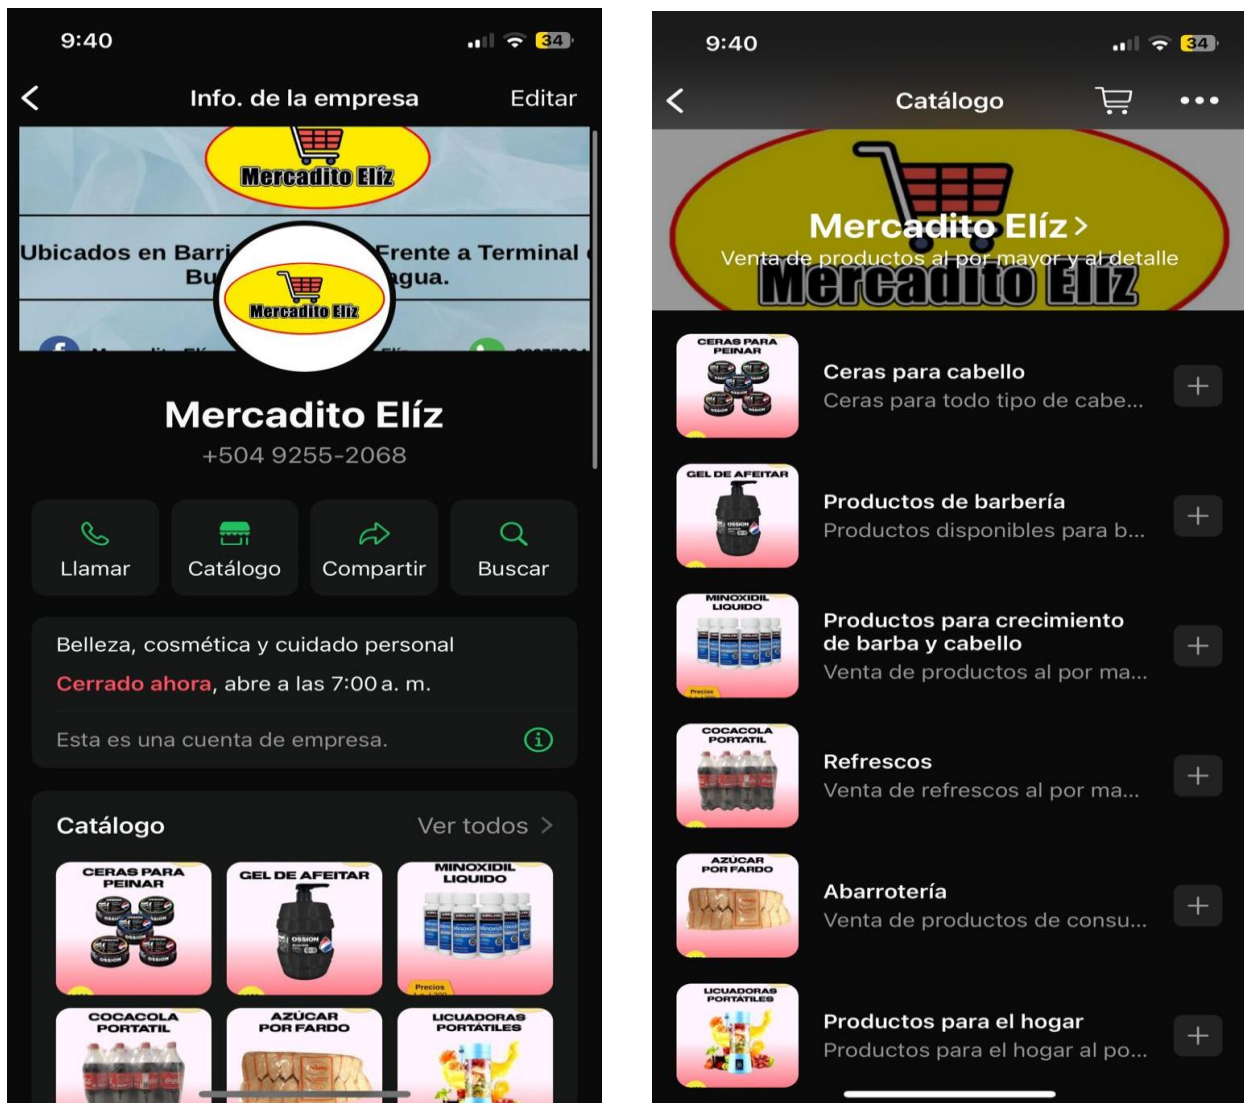 9:40
34
Info. de la empresa
Editar
Mercadito Elíz
Ubicados en Frente a Terminal
Mercadito Elíz
Mercadito Elíz
+504 9255-2068
Llamar
Catálogo
Compartir
Buscar
Belleza, cosmética y cuidado personal
Cerrado ahora, abre a las 7:00 a. m.
Esta es una cuenta de empresa.
Catálogo
Ver todos >
CERAS PARA
PEINAR
OSSION
GEL DE AFEITAR
OSSION
MINOXIDIL
LIQUIDO
Minoxidil
Precios
COCACOLA
PORTATIL
AZÚCAR
POR FARDO
LICUADORAS
PORTÁTILES
9:40
34
Catálogo
Mercadito Elíz >
Venta de productos al por mayor y al detalle
Mercadito Elíz
CERAS PARA
PEINAR
Ceras para cabello
Ceras para todo tipo de cabe...
GEL DE AFEITAR
OSSION
Productos de barbería
Productos disponibles para b...
MINOXIDIL
LIQUIDO
Precios
Productos para crecimiento
de barba y cabello
Venta de productos al por ma...
COCACOLA
PORTATIL
Refrescos
Venta de refrescos al por ma...
AZÚCAR
POR FARDO
Abarrotería
Venta de productos de consu...
LICUADORAS
PORTÁTILES
Productos para el hogar
Productos para el hogar al po...